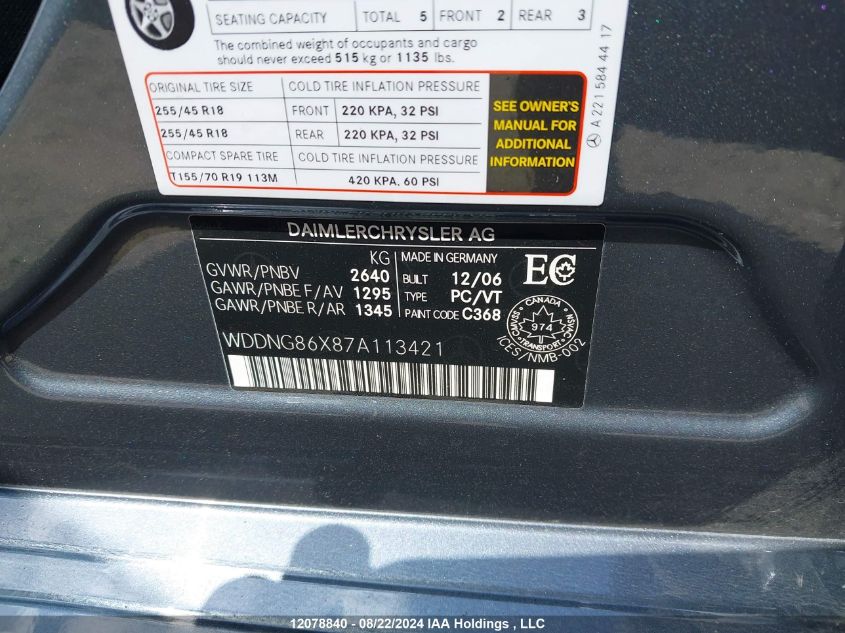 SEATING CAPACITY TOTAL 5 FRONT 2 REAR 3
The combined weight of occupants and cargo
should never exceed 515 kg or 1135 lbs.
ORIGINAL TIRE SIZE COLD TIRE INFLATION PRESSURE
255/45 R18 FRONT 220 KPA, 32 PSI
255/45 R18 REAR 220 KPA, 32 PSI
COMPACT SPARE TIRE COLD TIRE INFLATION PRESSURE
T155/70 R19 113M 420 KPA, 60 PSI
SEE OWNER'S
MANUAL FOR
ADDITIONAL
INFORMATION
A 221 584 44 17
DAIMLERCHRYSLER AG
KG
GVWR/PNBV 2640
GAWR/PNBE F/AV 1295
GAWR/PNBE R/AR 1345
MADE IN GERMANY
BUILT 12/06
TYPE PC/VT
PAINT CODE C368
EC
CANADA
CMVSS
974
NSVAC
ICES/NMB-002
WDDNG86X87A113421
12078840 - 08/22/2024 IAA Holdings , LLC